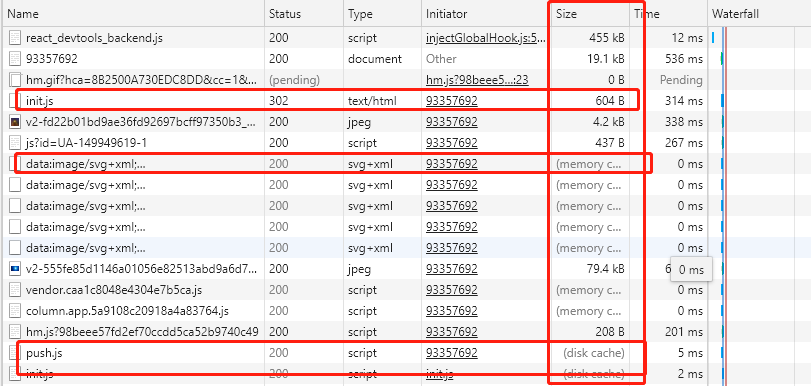 Name Status Type Initiator Size Time Waterfall
react_devtools_backend.js 200 script injectGlobalHook.js:5... 455 kB 12 ms
93357692 200 document Other 19.1 kB 536 ms
hm.gif?hca=8B2500A730EDC8DD&cc=1&... (pending) hm.js?98beee5...:23 0 B Pending
init.js 302 text/html 93357692 604 B 314 ms
v2-fd22b01bd9ae36fd92697bcff97350b3_... 200 jpeg 93357692 4.2 kB 338 ms
js?id=UA-149949619-1 200 script 93357692 437 B 267 ms
data:image/svg+xml;... 200 svg+xml 93357692 (memory c... 0 ms
data:image/svg+xml;... 200 svg+xml 93357692 (memory c... 0 ms
data:image/svg+xml;... 200 svg+xml 93357692 (memory c... 0 ms
data:image/svg+xml;... 200 svg+xml 93357692 (memory c... 0 ms
data:image/svg+xml;... 200 svg+xml 93357692 (memory c... 0 ms
v2-555fe85d1146a01056e82513abd9a6d7... 200 jpeg 93357692 79.4 kB 6 0 ms
vendor.caa1c8048e4304e7b5ca.js 200 script 93357692 (memory c... 0 ms
column.app.5a9108c20918a4a83764.js 200 script 93357692 (memory c... 0 ms
hm.js?98beee57fd2ef70ccdd5ca52b9740c49 200 script 93357692 208 B 201 ms
push.js 200 script 93357692 (disk cache) 5 ms
init.js 200 script init.js (disk cache) 2 ms